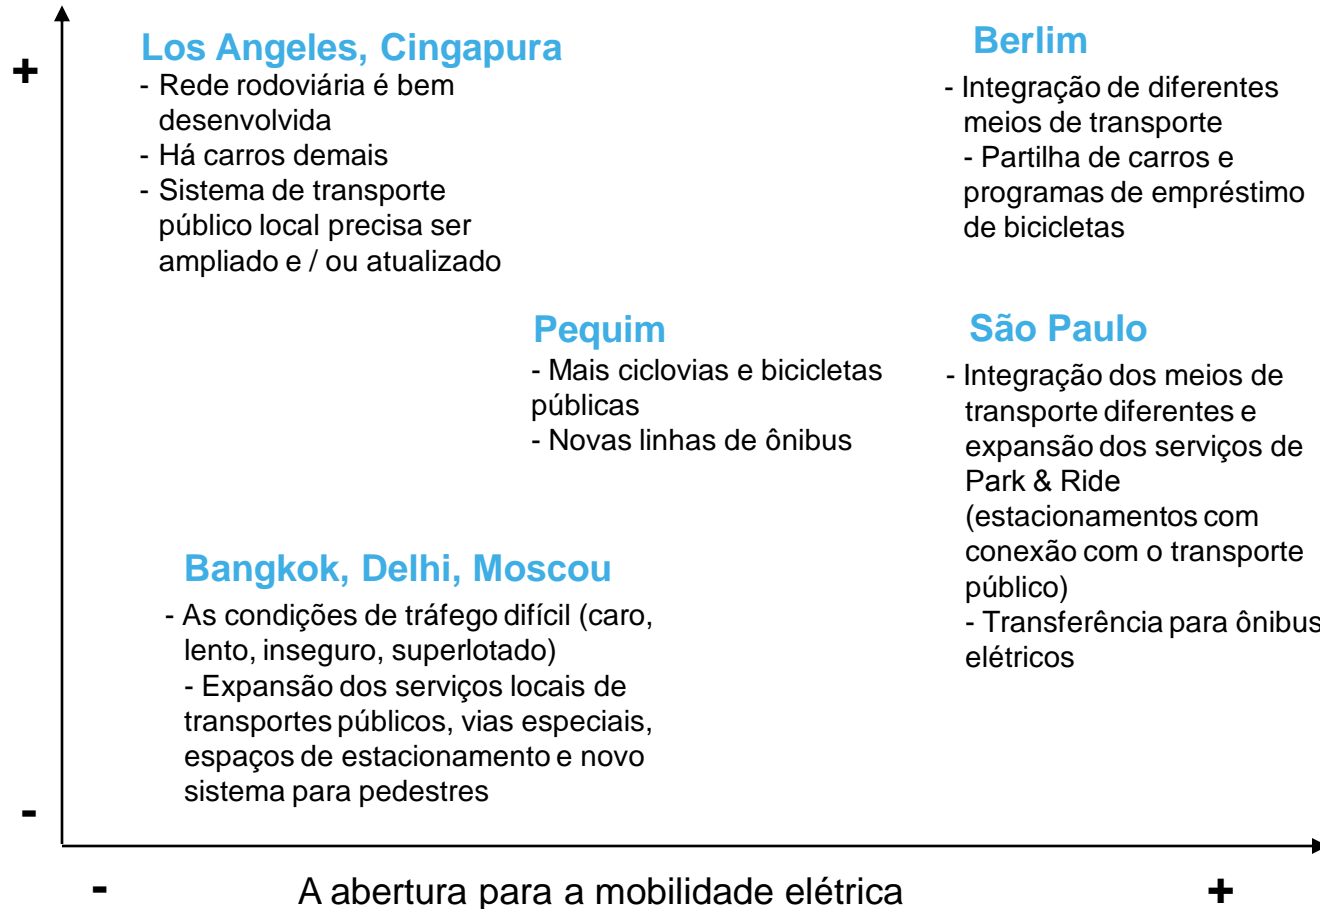 +
Los Angeles, Cingapura
- Rede rodoviária é bem
desenvolvida
- Há carros demais
- Sistema de transporte
público local precisa ser
ampliado e / ou atualizado
Berlim
- Integração de diferentes
meios de transporte
- Partilha de carros e
programas de empréstimo
de bicicletas
Pequim
- Mais ciclovias e bicicletas
públicas
- Novas linhas de ônibus
São Paulo
- Integração dos meios de
transporte diferentes e
expansão dos serviços de
Park & Ride
(estacionamentos com
conexão com o transporte
público)
- Transferência para ônibus
elétricos
Bangkok, Delhi, Moscou
- As condições de tráfego difícil (caro,
lento, inseguro, superlotado)
- Expansão dos serviços locais de
transportes públicos, vias especiais,
espaços de estacionamento e novo
sistema para pedestres
-
- A abertura para a mobilidade elétrica +